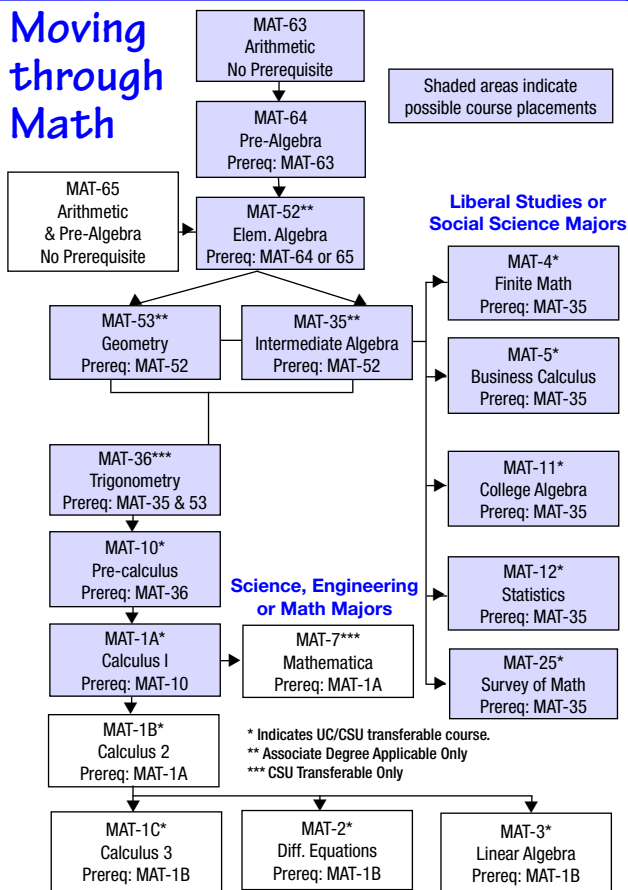 Moving
through
Math
MAT-63
Arithmetic
No Prerequisite
Shaded areas indicate
possible course placements
MAT-64
Pre-Algebra
Prereq: MAT-63
MAT-65
Arithmetic
& Pre-Algebra
No Prerequisite
MAT-52**
Elem. Algebra
Prereq: MAT-64 or 65
Liberal Studies or
Social Science Majors
MAT-4*
Finite Math
Prereq: MAT-35
MAT-53**
Geometry
Prereq: MAT-52
MAT-35**
Intermediate Algebra
Prereq: MAT-52
MAT-5*
Business Calculus
Prereq: MAT-35
MAT-36***
Trigonometry
Prereq: MAT-35 & 53
MAT-11*
College Algebra
Prereq: MAT-35
MAT-10*
Pre-calculus
Prereq: MAT-36
MAT-12*
Statistics
Prereq: MAT-35
Science, Engineering
or Math Majors
MAT-1A*
Calculus I
Prereq: MAT-10
MAT-7***
Mathematica
Prereq: MAT-1A
MAT-25*
Survey of Math
Prereq: MAT-35
MAT-1B*
Calculus 2
Prereq: MAT-1A
* Indicates UC/CSU transferable course.
** Associate Degree Applicable Only
*** CSU Transferable Only
MAT-1C*
Calculus 3
Prereq: MAT-1B
MAT-2*
Diff. Equations
Prereq: MAT-1B
MAT-3*
Linear Algebra
Prereq: MAT-1B